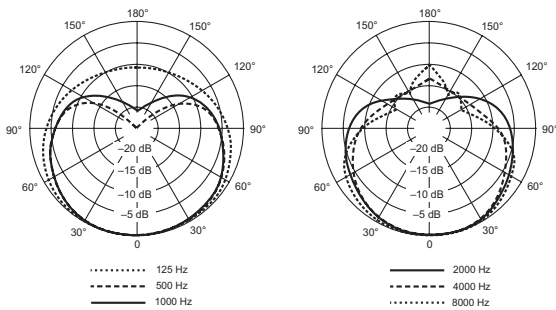 180°
150° 150°
120° 120°
90° 90°
60° 60°
30° 30°
0
–20 dB
–15 dB
–10 dB
–5 dB
125 Hz
500 Hz
1000 Hz
180°
150° 150°
120° 120°
90° 90°
60° 60°
30° 30°
0
–20 dB
–15 dB
–10 dB
–5 dB
2000 Hz
4000 Hz
8000 Hz